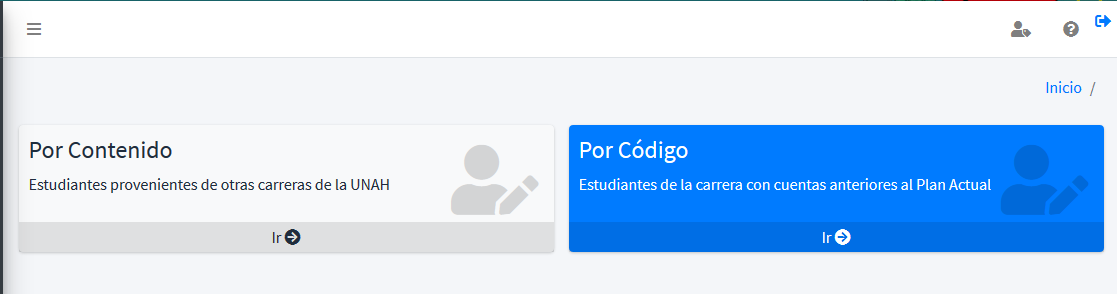 Inicio /
Por Contenido
Estudiantes provenientes de otras carreras de la UNAH
Ir
Por Código
Estudiantes de la carrera con cuentas anteriores al Plan Actual
Ir